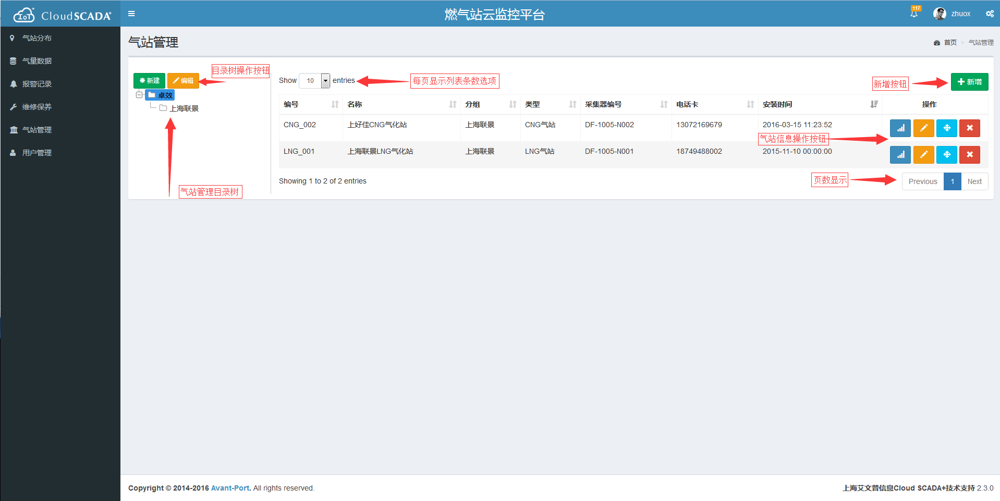 IoT CloudSCADA+
燃气站云监控平台
117
zhuox
气站分布
气量数据
报警记录
维修保养
气站管理
用户管理
气站管理
首页 > 气站管理
新建
编辑
目录树操作按钮
卓效
上海联景
气站管理目录树
Show 10 entries
每页显示列表条数选项
新增按钮
新增
编号 名称 分组 类型 采集器编号 电话卡 安装时间 操作
CNG_002 上好佳CNG气化站 上海联景 CNG气站 DF-1005-N002 13072169679 2016-03-15 11:23:52
气站信息操作按钮
LNG_001 上海联景LNG气化站 上海联景 LNG气站 DF-1005-N001 18749488002 2015-11-10 00:00:00
Showing 1 to 2 of 2 entries
页数显示
Previous 1 Next
Copyright © 2014-2016 Avant-Port. All rights reserved.
上海艾文普信息Cloud SCADA+技术支持 2.3.0